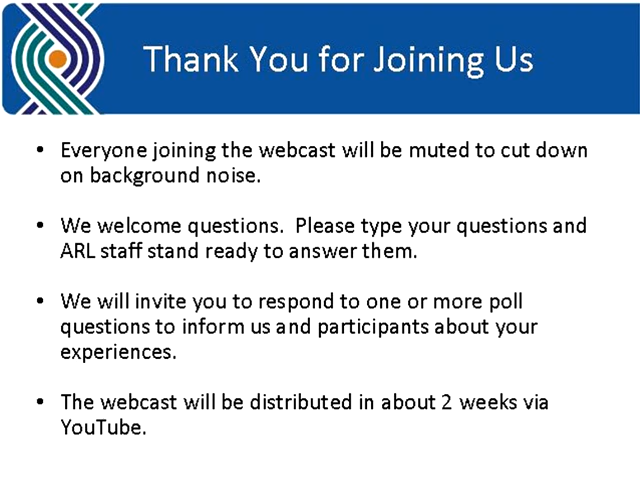 Thank You for Joining Us
• Everyone joining the webcast will be muted to cut down
on background noise.
• We welcome questions.  Please type your questions and
ARL staff stand ready to answer them.
• We will invite you to respond to one or more poll
questions to inform us and participants about your
experiences.
• The webcast will be distributed in about 2 weeks via
YouTube.